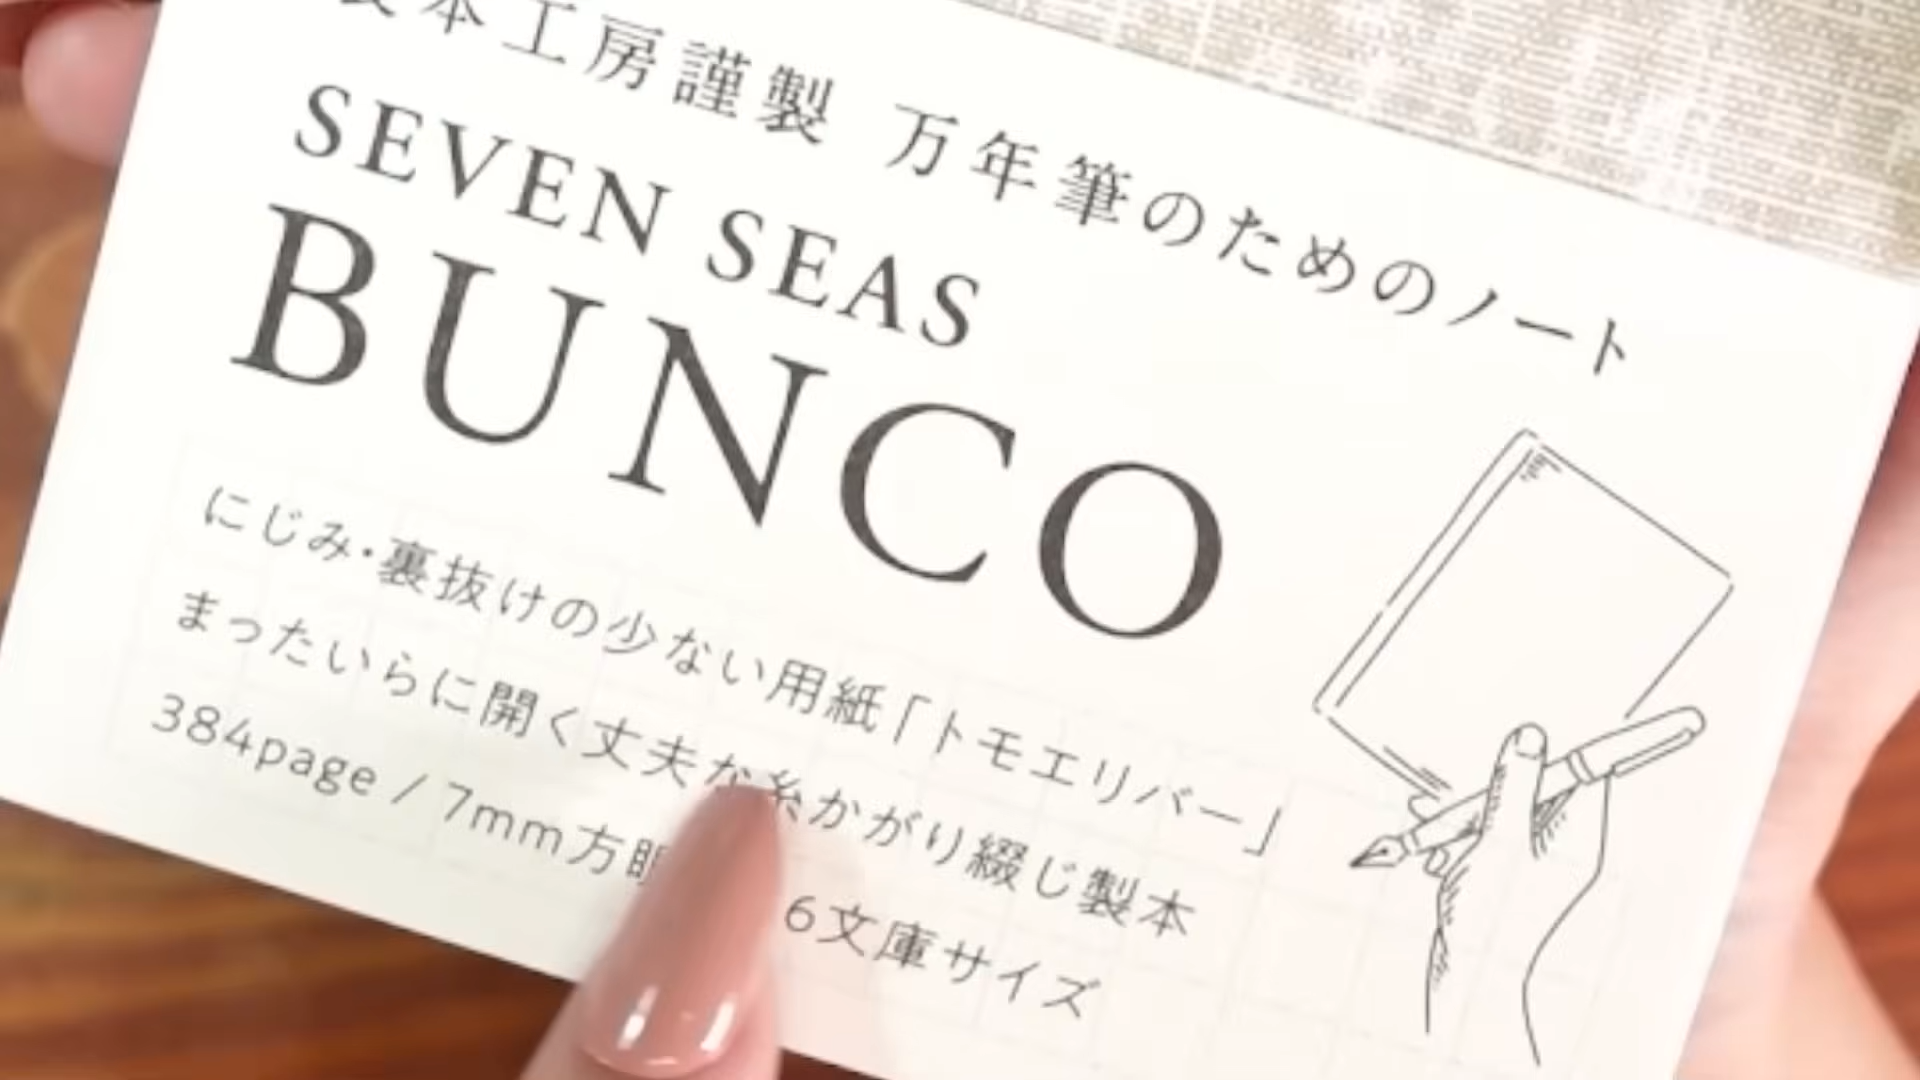 本工房謹製 万年筆のためのノート
SEVEN SEAS
BUNCO
にじみ・裏抜けの少ない用紙「トモエリバー」
まったいらに開く丈夫な糸かがり綴じ製本
384page / 7mm方眼 6文庫サイズ